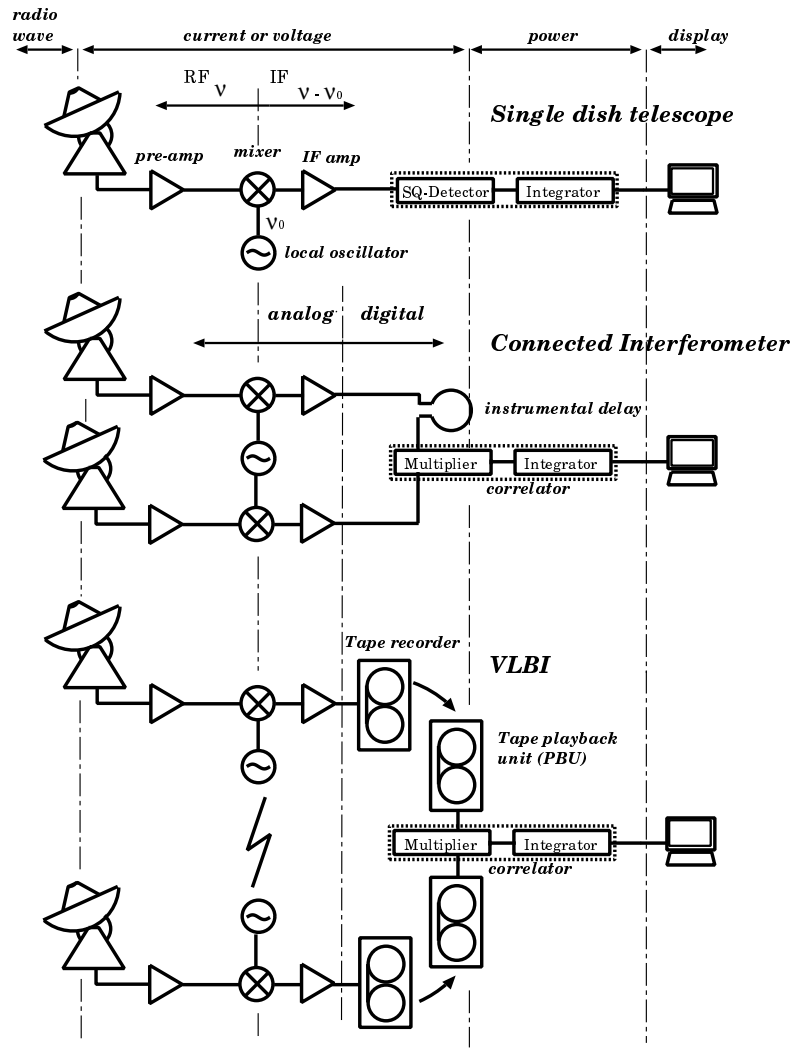 radio
wave
current or voltage
power
display
RF ν
IF
ν - ν0
Single dish telescope
pre-amp
mixer
IF amp
SQ-Detector
Integrator
ν0
local oscillator
analog
digital
Connected Interferometer
instrumental delay
Multiplier
Integrator
correlator
Tape recorder
VLBI
Tape playback
unit (PBU)
Multiplier
Integrator
correlator